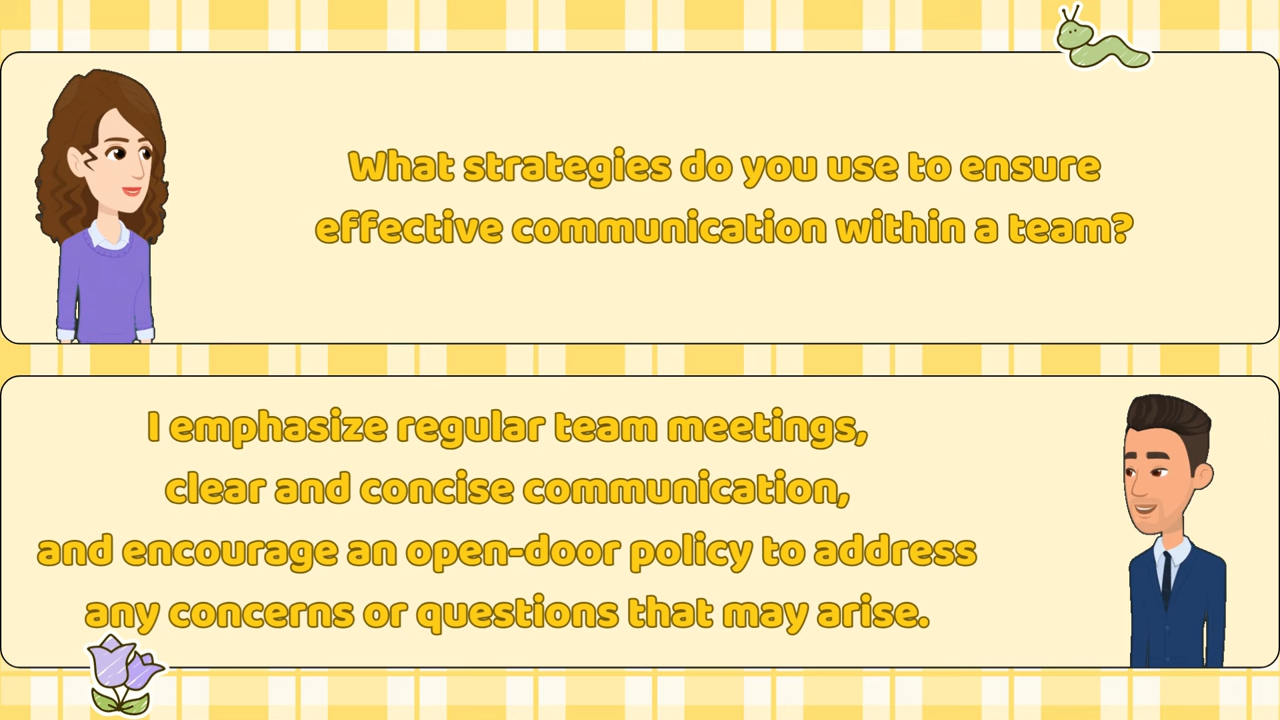 What strategies do you use to ensure
effective communication within a team?
I emphasize regular team meetings,
clear and concise communication,
and encourage an open-door policy to address
any concerns or questions that may arise.